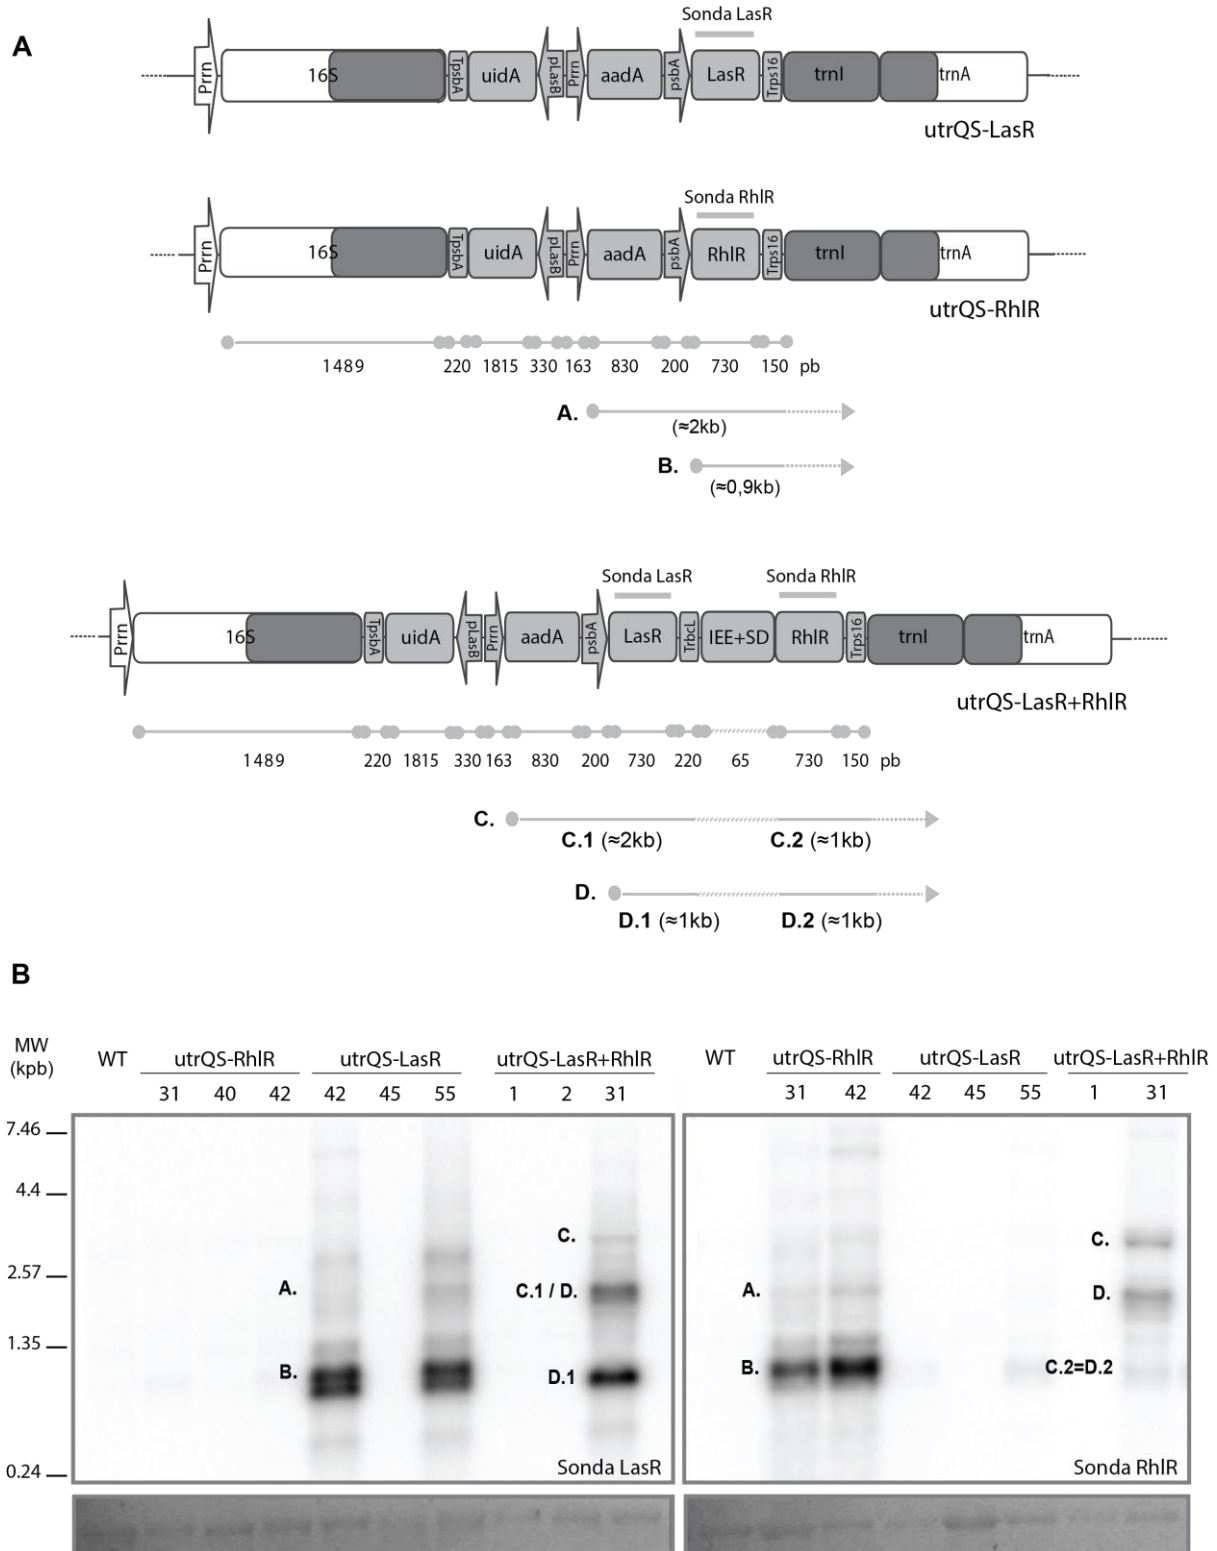 A
Sonda LasR
Prrn 16S TpsbA uidA pLasB Prrn aadA psbA LasR Trps16 trnI trnA
utrQS-LasR
Sonda RhlR
Prrn 16S TpsbA uidA pLasB Prrn aadA psbA RhlR Trps16 trnI trnA
utrQS-RhlR
1489 220 1815 330 163 830 200 730 150 pb
A.
(≈2kb)
B.
(≈0,9kb)
Sonda LasR Sonda RhlR
Prrn 16S TpsbA uidA pLasB Prrn aadA psbA LasR TrbcL IEE+SD RhlR Trps16 trnI trnA
utrQS-LasR+RhlR
1489 220 1815 330 163 830 200 730 220 65 730 150 pb
C.
C.1 (≈2kb) C.2 (≈1kb)
D.
D.1 (≈1kb) D.2 (≈1kb)
B
MW
(kpb)
WT utrQS-RhlR utrQS-LasR utrQS-LasR+RhlR
31 40 42 42 45 55 1 2 31
7.46
4.4
2.57
1.35
0.24
A.
B.
C.
C.1 / D.
D.1
Sonda LasR
WT utrQS-RhlR utrQS-LasR utrQS-LasR+RhlR
31 42 42 45 55 1 31
A.
B.
C.
D.
C.2=D.2
Sonda RhlR